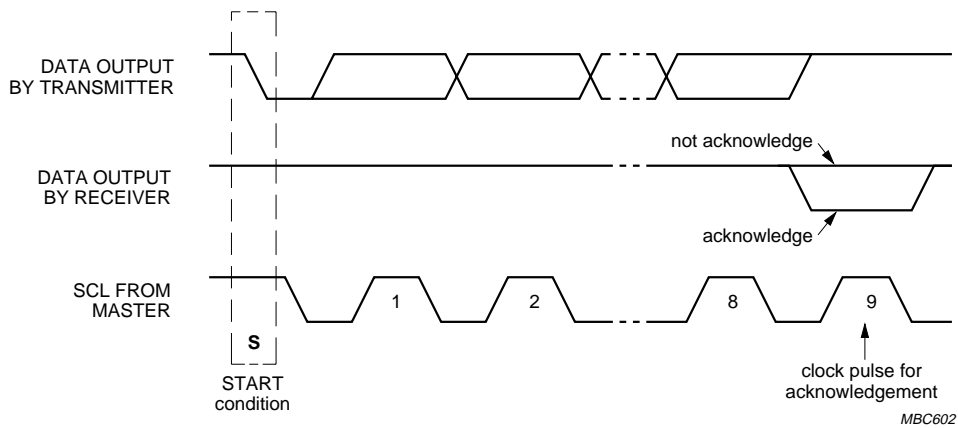 DATA OUTPUT
BY TRANSMITTER
not acknowledge
DATA OUTPUT
BY RECEIVER
acknowledge
SCL FROM
MASTER
1
2
8
9
S
START
condition
clock pulse for
acknowledgement
MBC602